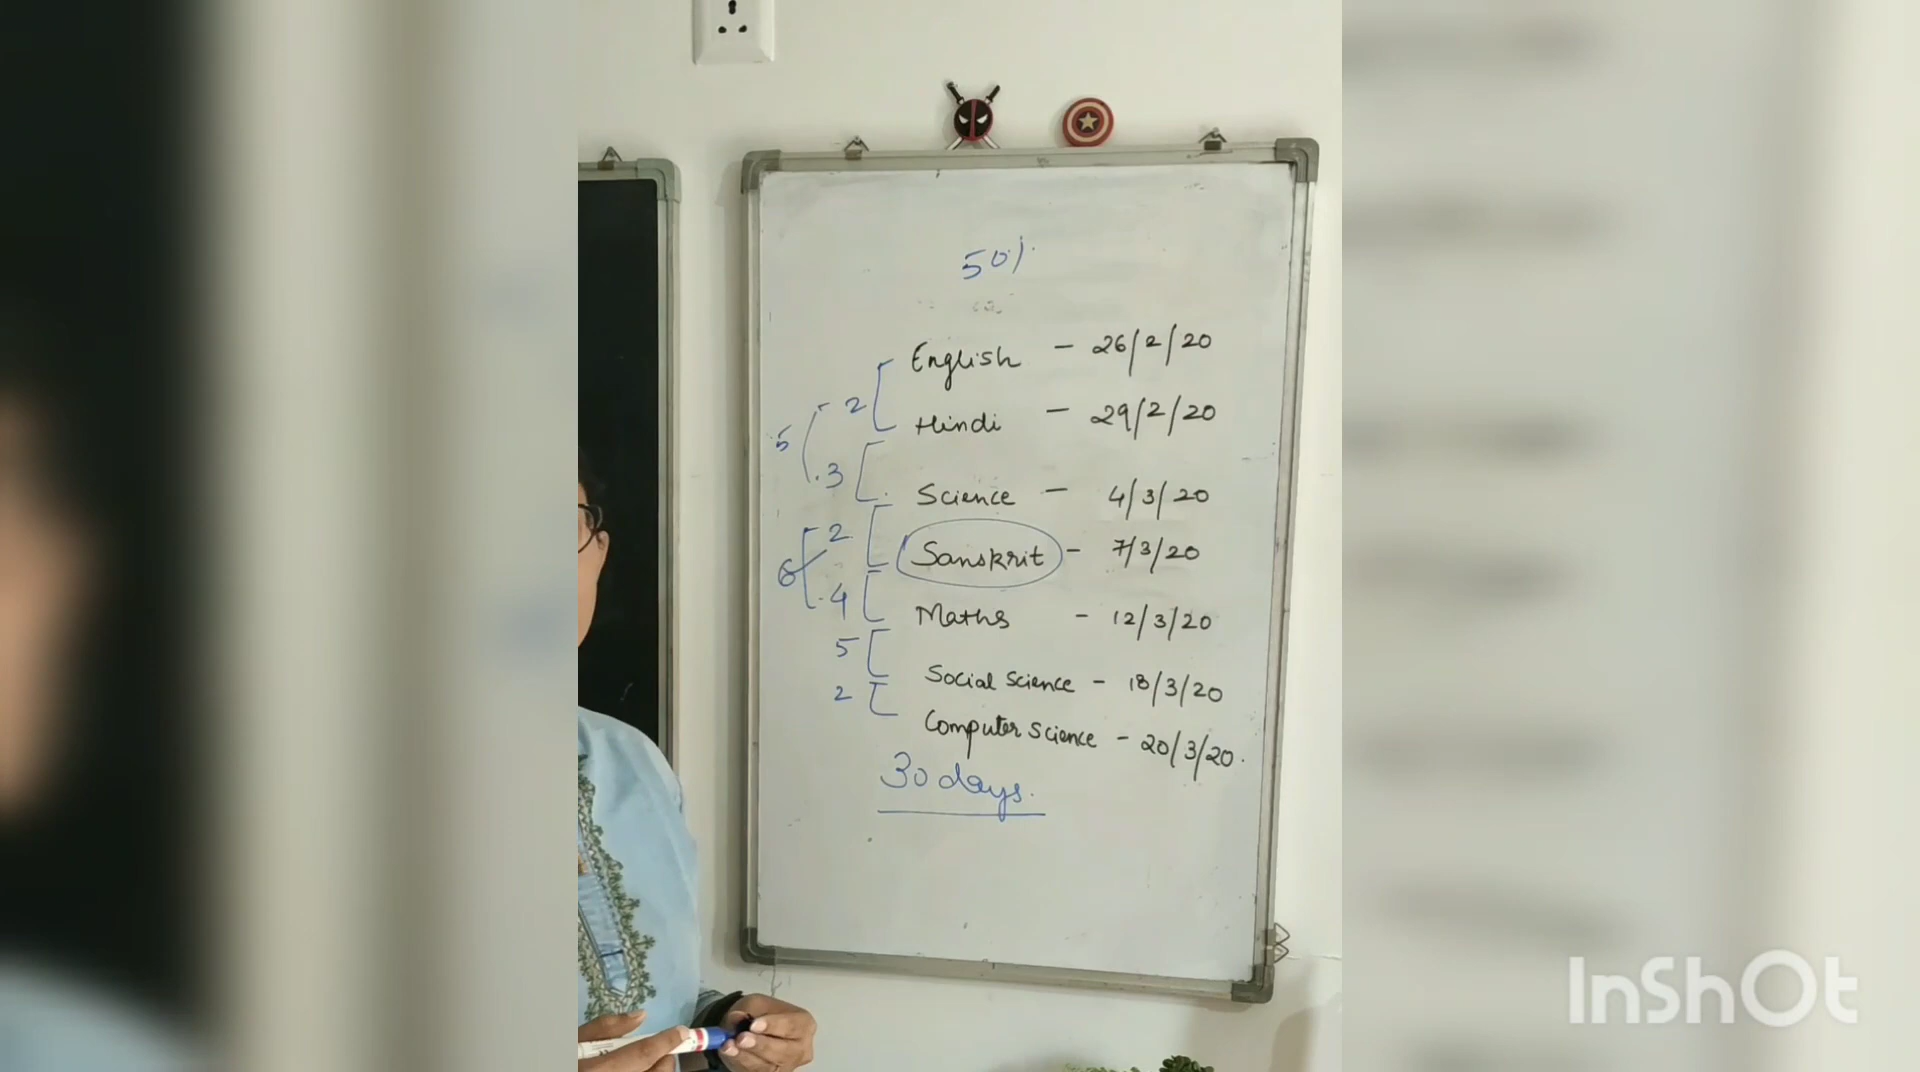 50%
English - 26/2/20
2
Hindi - 29/2/20
5
3
Science - 4/3/20
2
Sanskrit - 7/3/20
6
4
Maths - 12/3/20
5
Social Science - 18/3/20
2
Computer Science - 20/3/20.
30 days.
InShOt